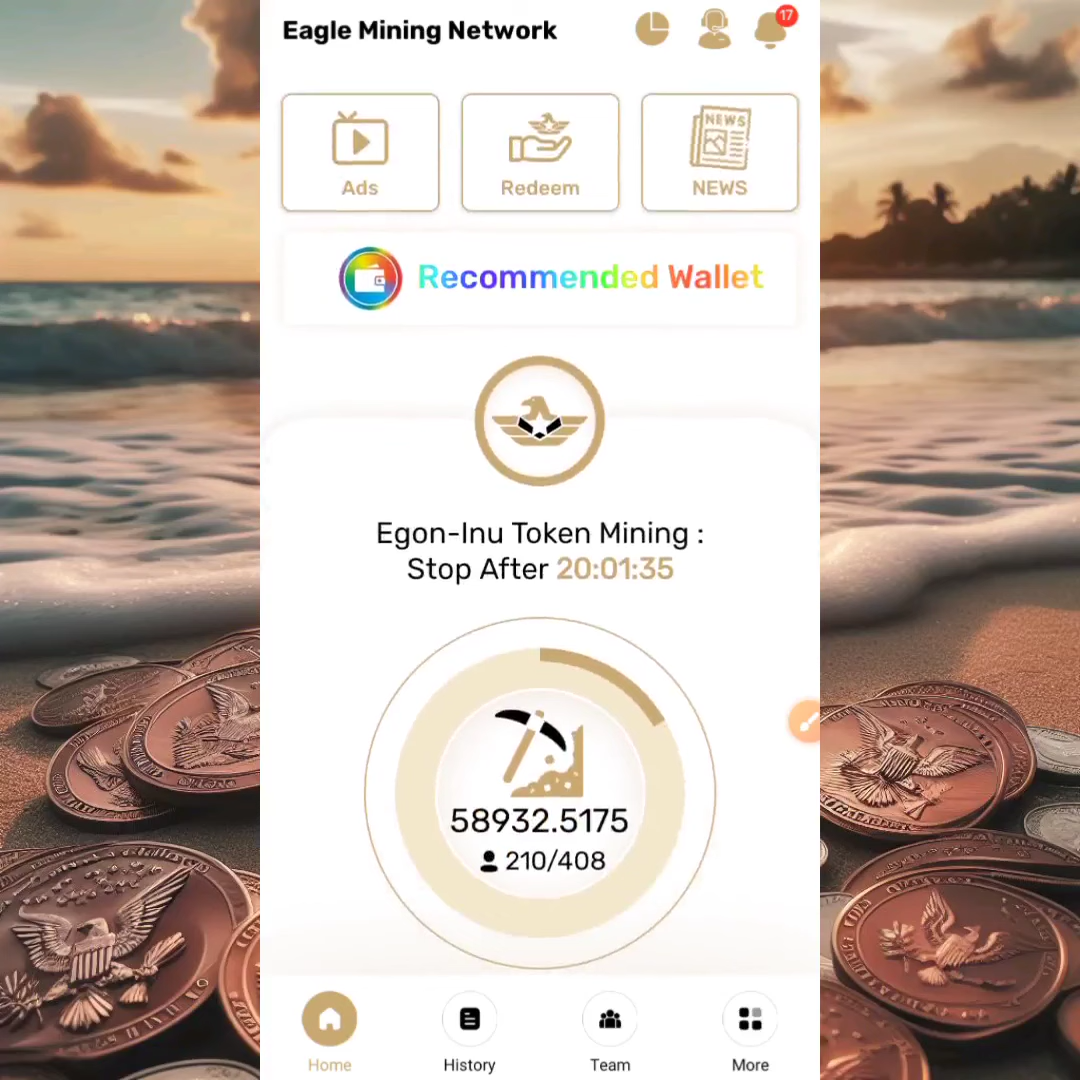 Eagle Mining Network
17
Ads
Redeem
NEWS
NEWS
Recommended Wallet
Egon-Inu Token Mining :
Stop After 20:01:35
58932.5175
210/408
Home
History
Team
More